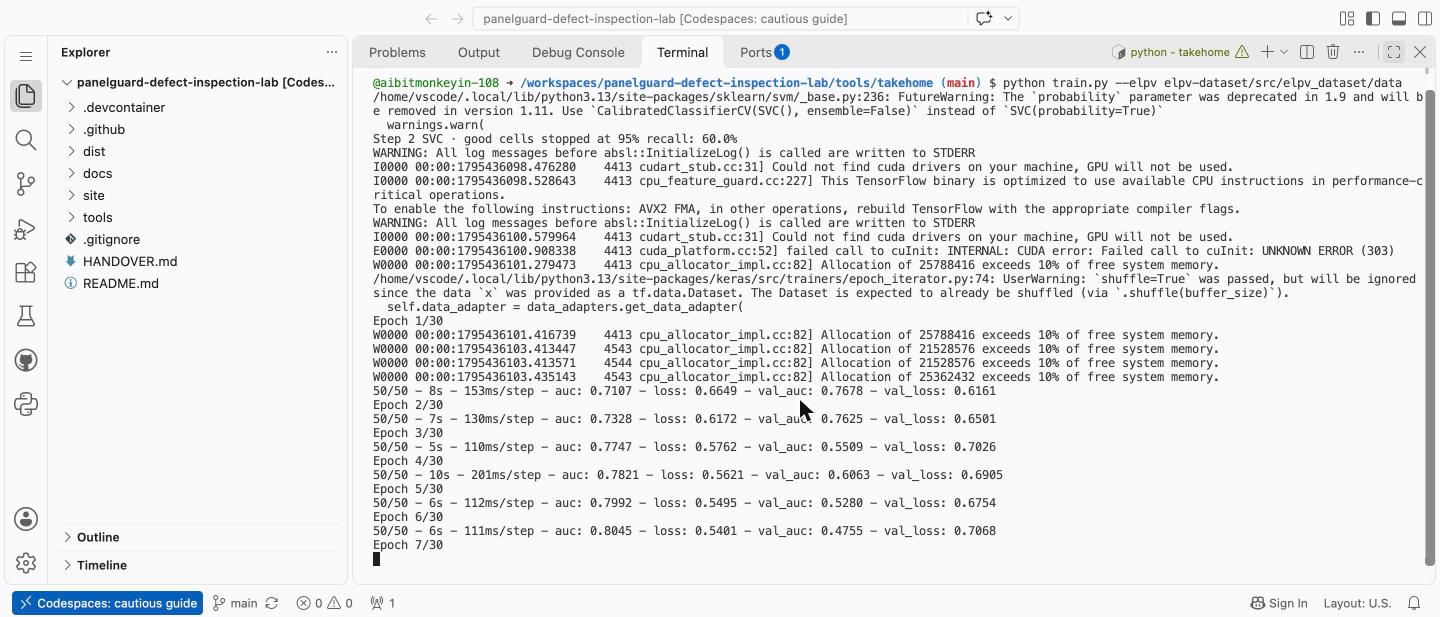 panelguard-defect-inspection-lab [Codespaces: cautious guide]
Explorer
panelguard-defect-inspection-lab [Codes...
.devcontainer
.github
dist
docs
site
tools
.gitignore
HANDOVER.md
README.md
Outline
Timeline
Problems Output Debug Console Terminal Ports 1
python - takehome
@aibitmonkeyin-108 ➜ /workspaces/panelguard-defect-inspection-lab/tools/takehome (main) $ python train.py --elpv elpv-dataset/src/elpv_dataset/data
/home/vscode/.local/lib/python3.13/site-packages/sklearn/svm/_base.py:236: FutureWarning: The `probability` parameter was deprecated in 1.9 and will b
e removed in version 1.11. Use `CalibratedClassifierCV(SVC(), ensemble=False)` instead of `SVC(probability=True)`
warnings.warn(
Step 2 SVC · good cells stopped at 95% recall: 60.0%
WARNING: All log messages before absl::InitializeLog() is called are written to STDERR
I0000 00:00:1795436098.476280 4413 cudart_stub.cc:31] Could not find cuda drivers on your machine, GPU will not be used.
I0000 00:00:1795436098.528643 4413 cpu_feature_guard.cc:227] This TensorFlow binary is optimized to use available CPU instructions in performance-c
ritical operations.
To enable the following instructions: AVX2 FMA, in other operations, rebuild TensorFlow with the appropriate compiler flags.
WARNING: All log messages before absl::InitializeLog() is called are written to STDERR
I0000 00:00:1795436100.579964 4413 cudart_stub.cc:31] Could not find cuda drivers on your machine, GPU will not be used.
E0000 00:00:1795436100.908338 4413 cuda_platform.cc:52] failed call to cuInit: INTERNAL: CUDA error: Failed call to cuInit: UNKNOWN ERROR (303)
W0000 00:00:1795436101.279473 4413 cpu_allocator_impl.cc:82] Allocation of 25788416 exceeds 10% of free system memory.
/home/vscode/.local/lib/python3.13/site-packages/keras/src/trainers/epoch_iterator.py:74: UserWarning: `shuffle=True` was passed, but will be ignored
since the data `x` was provided as a tf.data.Dataset. The Dataset is expected to already be shuffled (via `.shuffle(buffer_size)`).
self.data_adapter = data_adapters.get_data_adapter(
Epoch 1/30
W0000 00:00:1795436101.416739 4413 cpu_allocator_impl.cc:82] Allocation of 25788416 exceeds 10% of free system memory.
W0000 00:00:1795436103.413447 4543 cpu_allocator_impl.cc:82] Allocation of 21528576 exceeds 10% of free system memory.
W0000 00:00:1795436103.413571 4544 cpu_allocator_impl.cc:82] Allocation of 21528576 exceeds 10% of free system memory.
W0000 00:00:1795436103.435143 4543 cpu_allocator_impl.cc:82] Allocation of 25362432 exceeds 10% of free system memory.
50/50 - 8s - 153ms/step - auc: 0.7107 - loss: 0.6649 - val_auc: 0.7678 - val_loss: 0.6161
Epoch 2/30
50/50 - 7s - 130ms/step - auc: 0.7328 - loss: 0.6172 - val_auc: 0.7625 - val_loss: 0.6501
Epoch 3/30
50/50 - 5s - 110ms/step - auc: 0.7747 - loss: 0.5762 - val_auc: 0.5509 - val_loss: 0.7026
Epoch 4/30
50/50 - 10s - 201ms/step - auc: 0.7821 - loss: 0.5621 - val_auc: 0.6063 - val_loss: 0.6905
Epoch 5/30
50/50 - 6s - 112ms/step - auc: 0.7992 - loss: 0.5495 - val_auc: 0.5280 - val_loss: 0.6754
Epoch 6/30
50/50 - 6s - 111ms/step - auc: 0.8045 - loss: 0.5401 - val_auc: 0.4755 - val_loss: 0.7068
Epoch 7/30
Codespaces: cautious guide main 0 0 1 Sign In Layout: U.S.